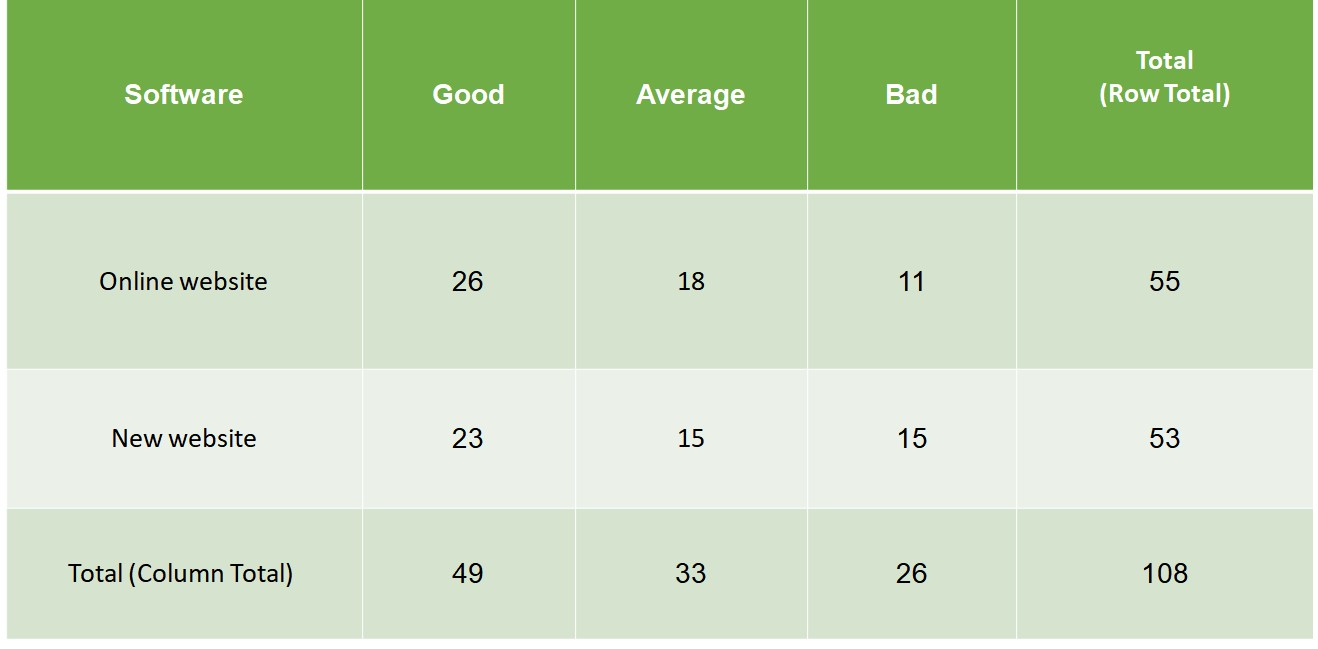 Software Good Average Bad Total
(Row Total)
Online website 26 18 11 55
New website 23 15 15 53
Total (Column Total) 49 33 26 108